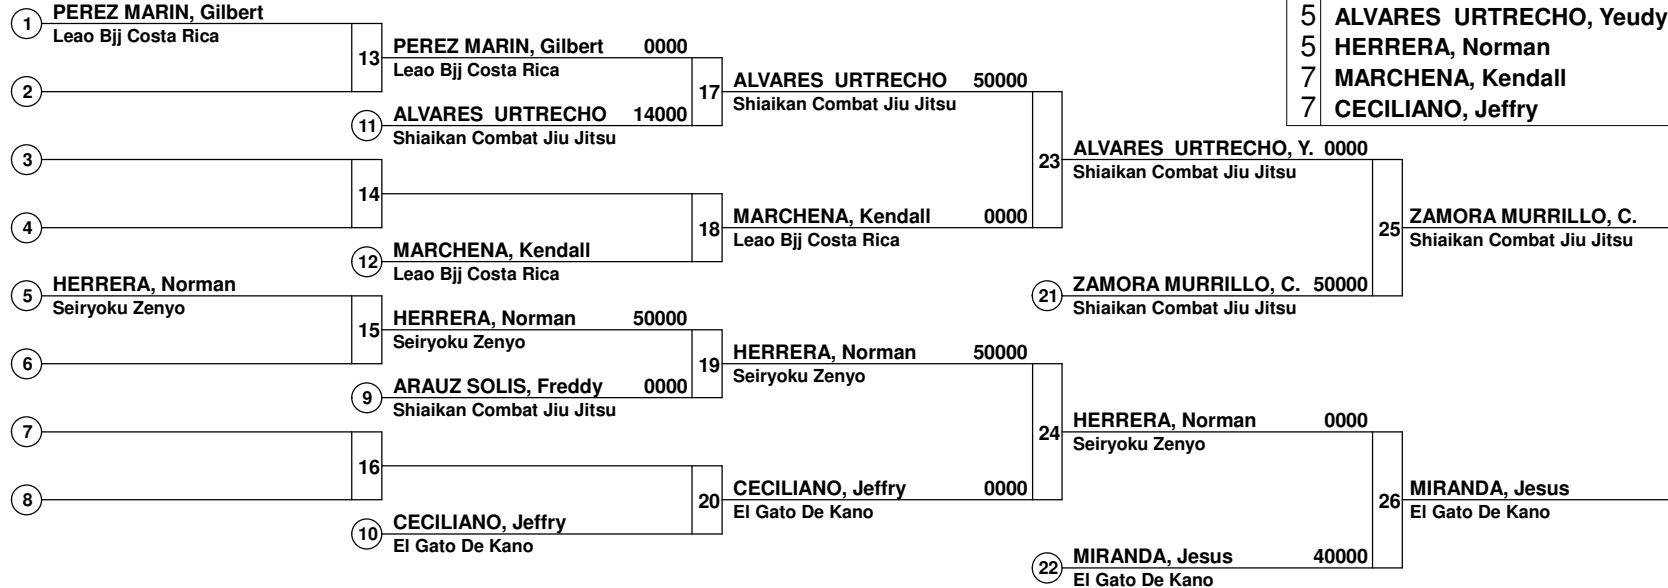 1 PEREZ MARIN, Gilbert
Leao Bjj Costa Rica
2
3
4
5 HERRERA, Norman
Seiryoku Zenyo
6
7
8
13 PEREZ MARIN, Gilbert 0000
Leao Bjj Costa Rica
11 ALVARES URTRECHO 14000
Shiaikan Combat Jiu Jitsu
14
12 MARCHENA, Kendall
Leao Bjj Costa Rica
15 HERRERA, Norman 50000
Seiryoku Zenyo
9 ARAUZ SOLIS, Freddy 0000
Shiaikan Combat Jiu Jitsu
16
10 CECILIANO, Jeffry
El Gato De Kano
17 ALVARES URTRECHO 50000
Shiaikan Combat Jiu Jitsu
18 MARCHENA, Kendall 0000
Leao Bjj Costa Rica
19 HERRERA, Norman 50000
Seiryoku Zenyo
20 CECILIANO, Jeffry 0000
El Gato De Kano
23 ALVARES URTRECHO, Y. 0000
Shiaikan Combat Jiu Jitsu
21 ZAMORA MURRILLO, C. 50000
Shiaikan Combat Jiu Jitsu
24 HERRERA, Norman 0000
Seiryoku Zenyo
22 MIRANDA, Jesus 40000
El Gato De Kano
25 ZAMORA MURRILLO, C.
Shiaikan Combat Jiu Jitsu
26 MIRANDA, Jesus
El Gato De Kano
5 ALVARES URTRECHO, Yeudy
5 HERRERA, Norman
7 MARCHENA, Kendall
7 CECILIANO, Jeffry